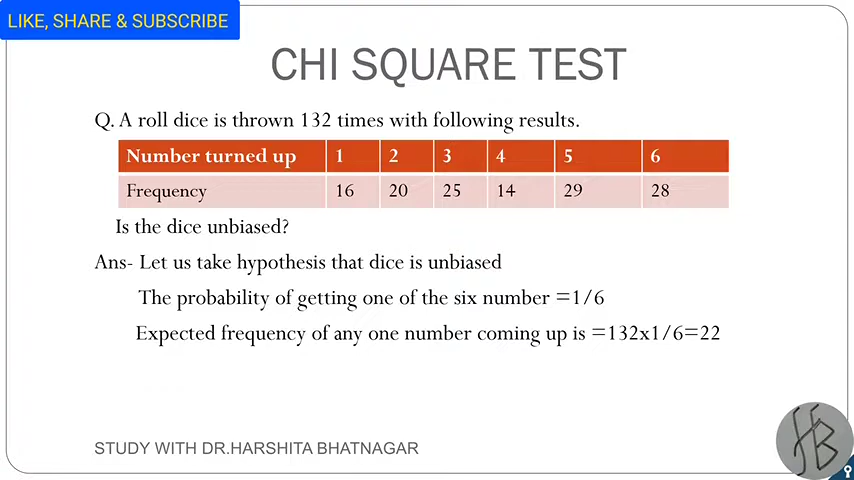 LIKE, SHARE & SUBSCRIBE
CHI SQUARE TEST
Q. A roll dice is thrown 132 times with following results.
Number turned up 1 2 3 4 5 6
Frequency 16 20 25 14 29 28
Is the dice unbiased?
Ans- Let us take hypothesis that dice is unbiased
The probability of getting one of the six number =1/6
Expected frequency of any one number coming up is =132x1/6=22
STUDY WITH DR.HARSHITA BHATNAGAR
HB